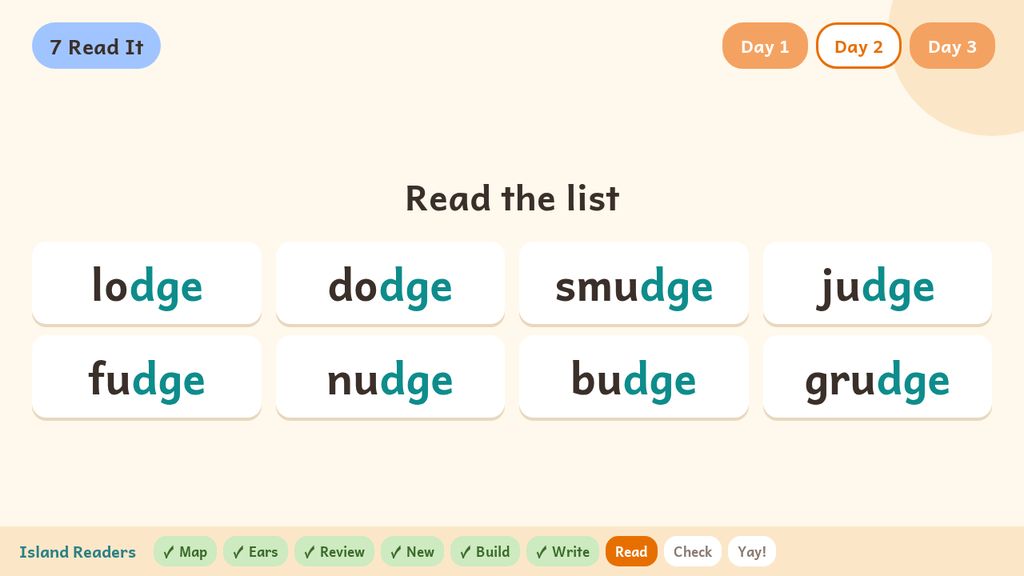 7 Read It
Day 1 Day 2 Day 3
Read the list
lodge dodge smudge judge
fudge nudge budge grudge
Island Readers ✓ Map ✓ Ears ✓ Review ✓ New ✓ Build ✓ Write Read Check Yay!